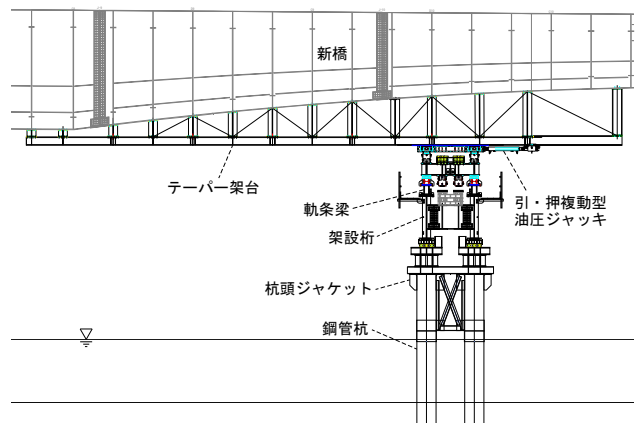 新橋
テーパー架台
軌条梁
引・押複動型
油圧ジャッキ
架設桁
杭頭ジャケット
鋼管杭